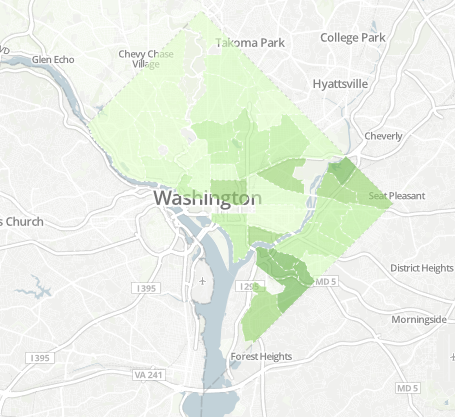 Takoma Park
College Park
Chevy Chase
Village
Glen Echo
Hyattsville
Cheverly
Washington
Seat Pleasant
s Church
District Heights
I 395
I 295
MD 5
Morningside
I 395
Forest Heights
VA 241
MD 5